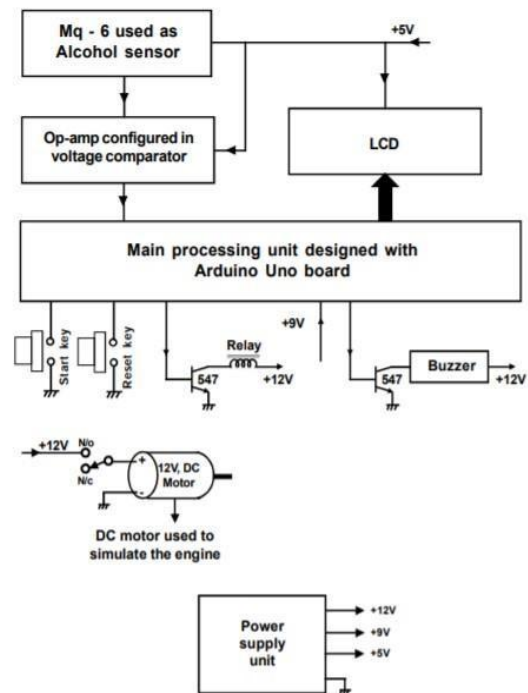 Mq - 6 used as
Alcohol sensor
+5V
Op-amp configured in
voltage comparator
LCD
Main processing unit designed with
Arduino Uno board
Start key
Reset key
547
Relay
+12V
+9V
547
Buzzer
+12V
+12V
N/o
N/c
+
-
12V, DC
Motor
DC motor used to
simulate the engine
Power
supply
unit
+12V
+9V
+5V